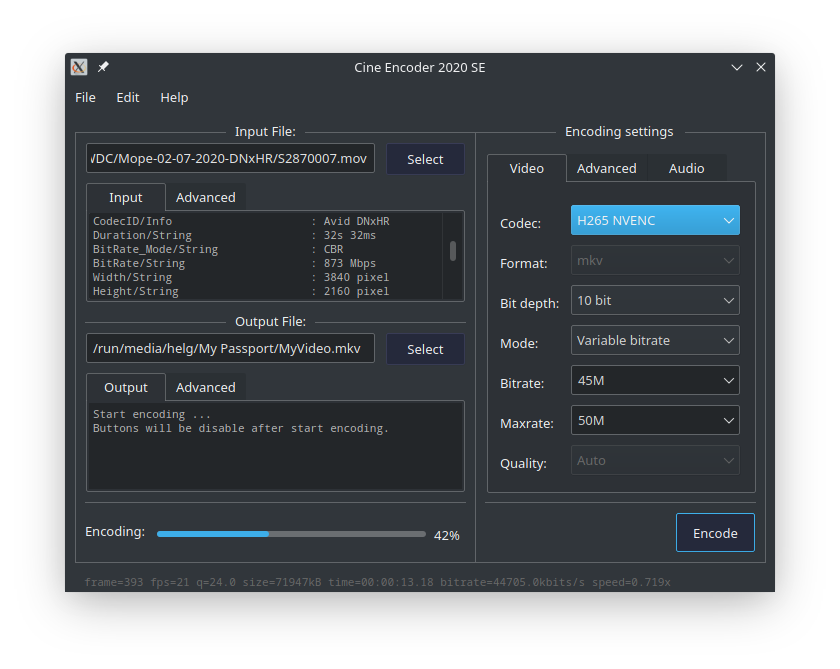 Cine Encoder 2020 SE
File Edit Help
Input File:
/DC/Mope-02-07-2020-DNxHR/S2870007.mov
Select
Input Advanced
CodecID/Info : Avid DNxHR
Duration/String : 32s 32ms
BitRate_Mode/String : CBR
BitRate/String : 873 Mbps
Width/String : 3840 pixel
Height/String : 2160 pixel
Output File:
/run/media/helg/My Passport/MyVideo.mkv
Select
Output Advanced
Start encoding ...
Buttons will be disable after start encoding.
Encoding: 42%
Encoding settings
Video Advanced Audio
Codec: H265 NVENC
Format: mkv
Bit depth: 10 bit
Mode: Variable bitrate
Bitrate: 45M
Maxrate: 50M
Quality: Auto
Encode
frame=393 fps=21 q=24.0 size=71947kB time=00:00:13.18 bitrate=44705.0kbits/s speed=0.719x